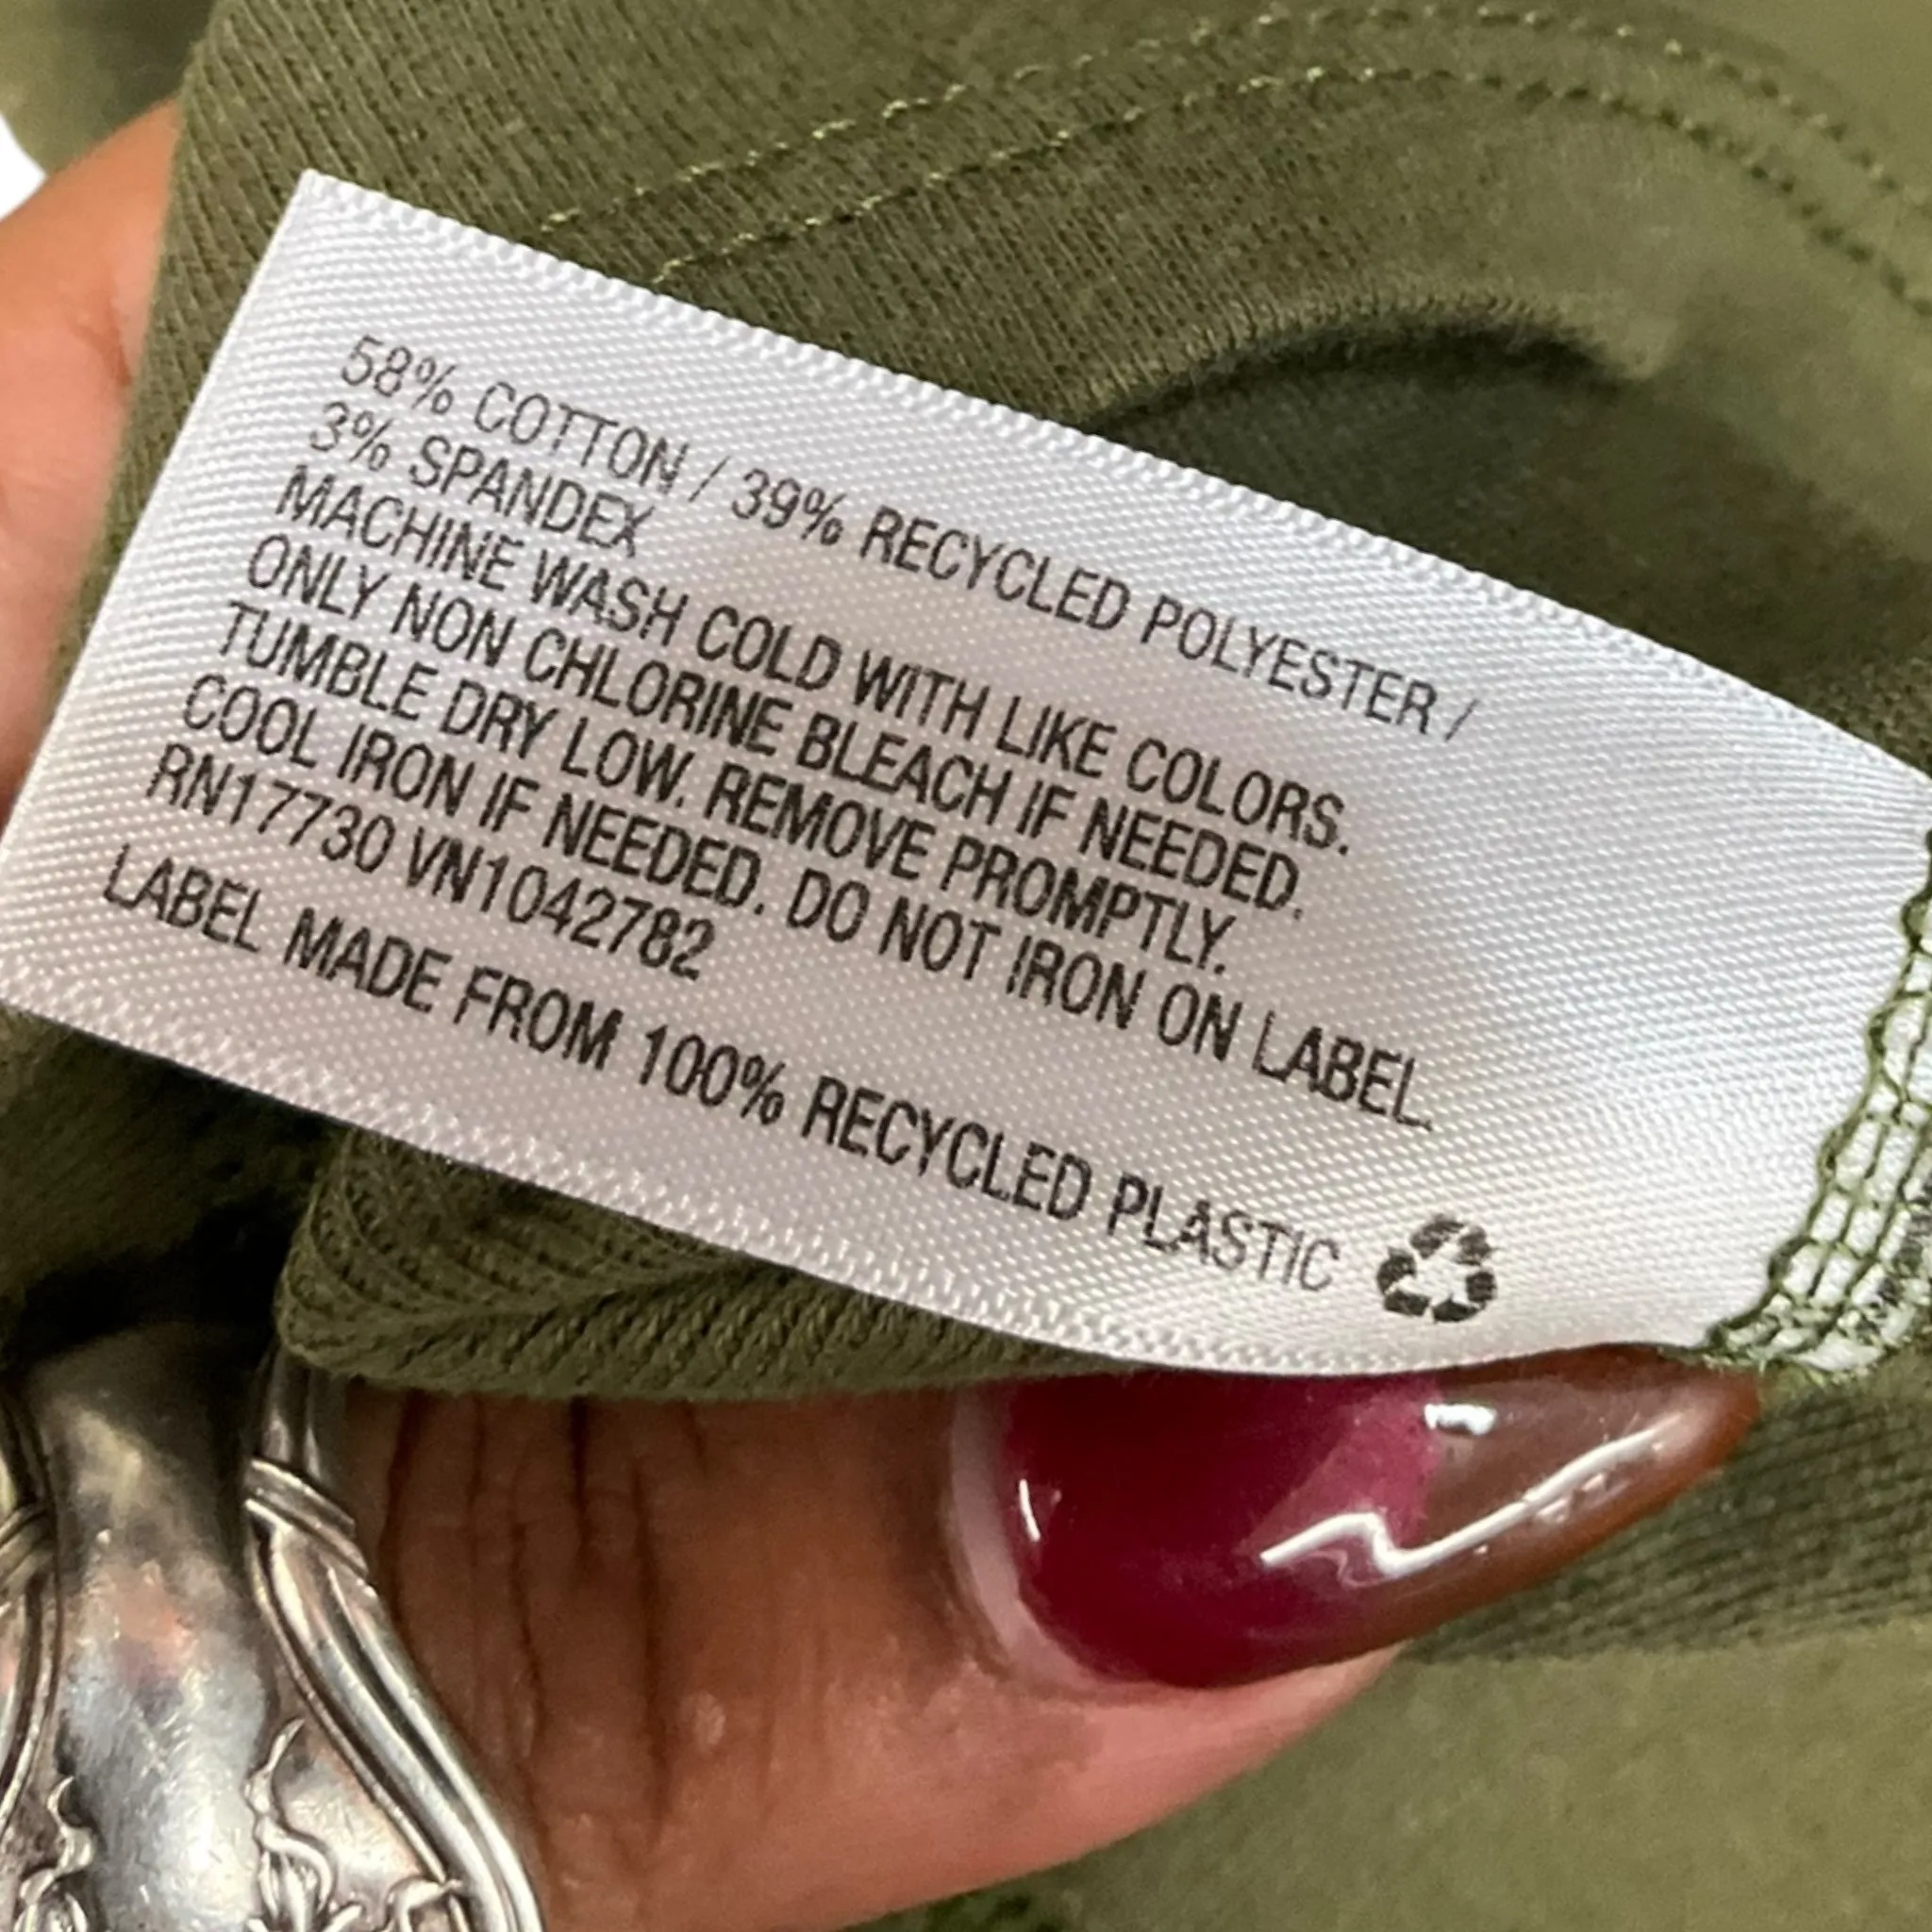 58% COTTON / 39% RECYCLED POLYESTER /
3% SPANDEX
MACHINE WASH COLD WITH LIKE COLORS.
ONLY NON CHLORINE BLEACH IF NEEDED.
TUMBLE DRY LOW. REMOVE PROMPTLY.
COOL IRON IF NEEDED. DO NOT IRON ON LABEL.
RN17730 VN1042782
LABEL MADE FROM 100% RECYCLED PLASTIC